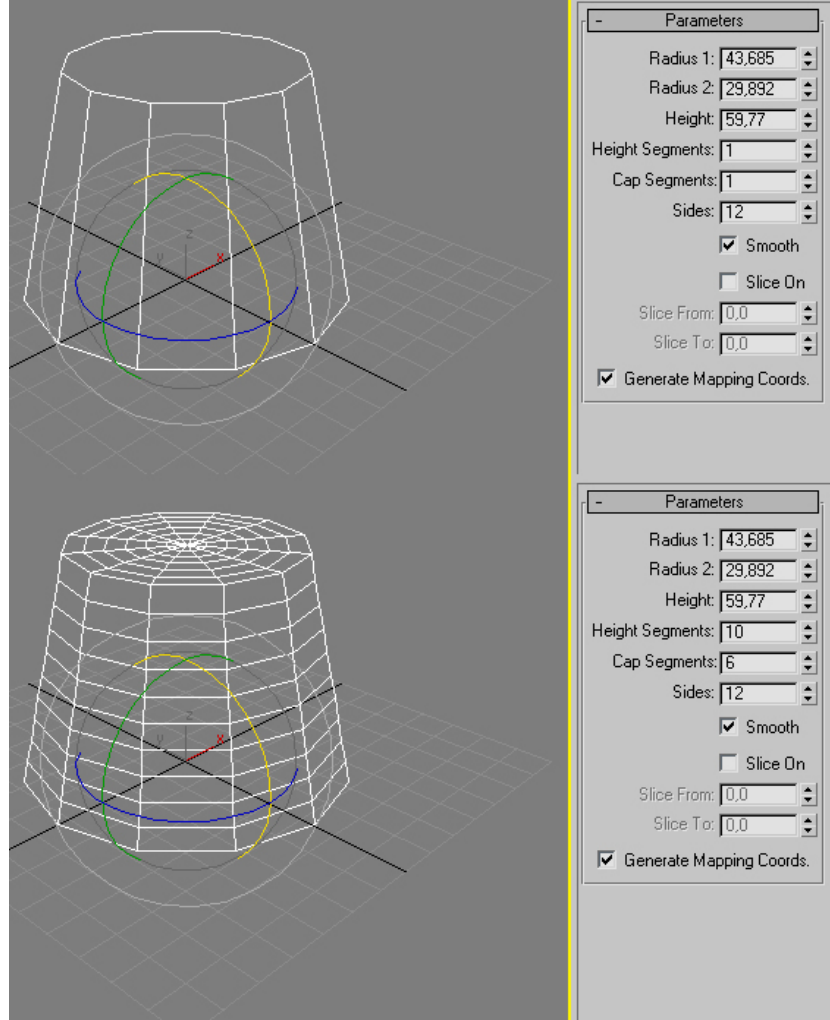 - Parameters
Radius 1: 43,685
Radius 2: 29,892
Height: 59,77
Height Segments: 1
Cap Segments: 1
Sides: 12
Smooth
Slice On
Slice From: 0,0
Slice To: 0,0
Generate Mapping Coords.
z
y x
- Parameters
Radius 1: 43,685
Radius 2: 29,892
Height: 59,77
Height Segments: 10
Cap Segments: 6
Sides: 12
Smooth
Slice On
Slice From: 0,0
Slice To: 0,0
Generate Mapping Coords.
z
y x